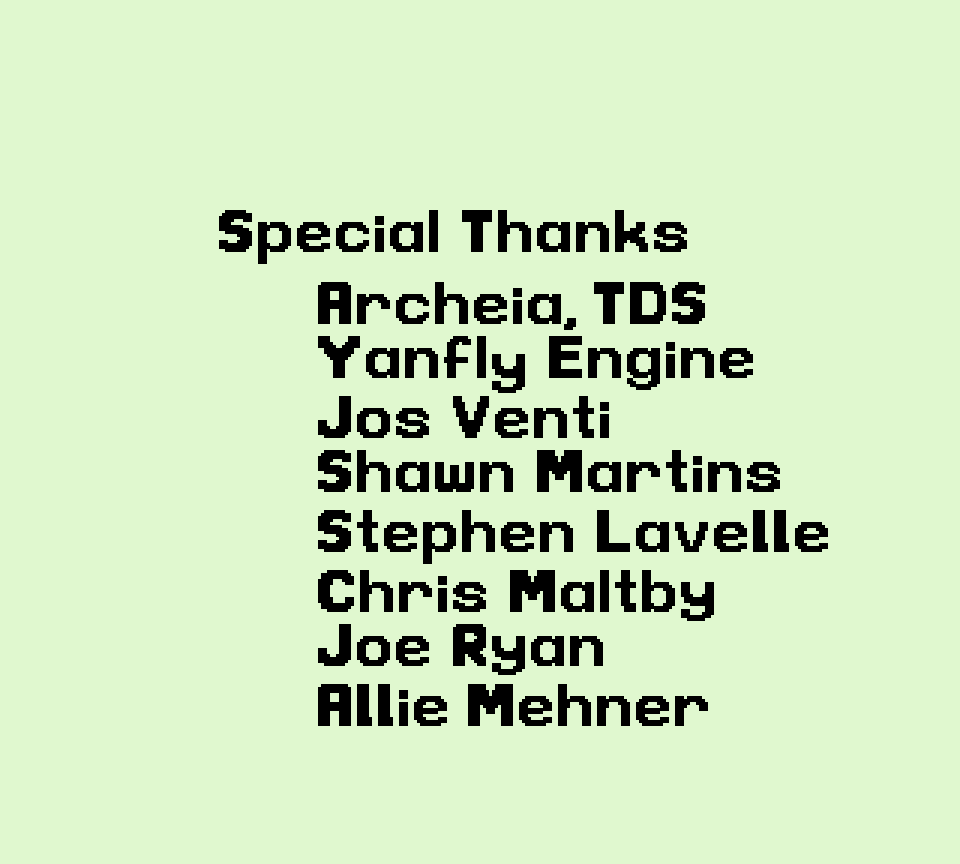 Special Thanks
Archeia, TDS
Yanfly Engine
Jos Venti
Shawn Martins
Stephen Lavelle
Chris Maltby
Joe Ryan
Allie Mehner